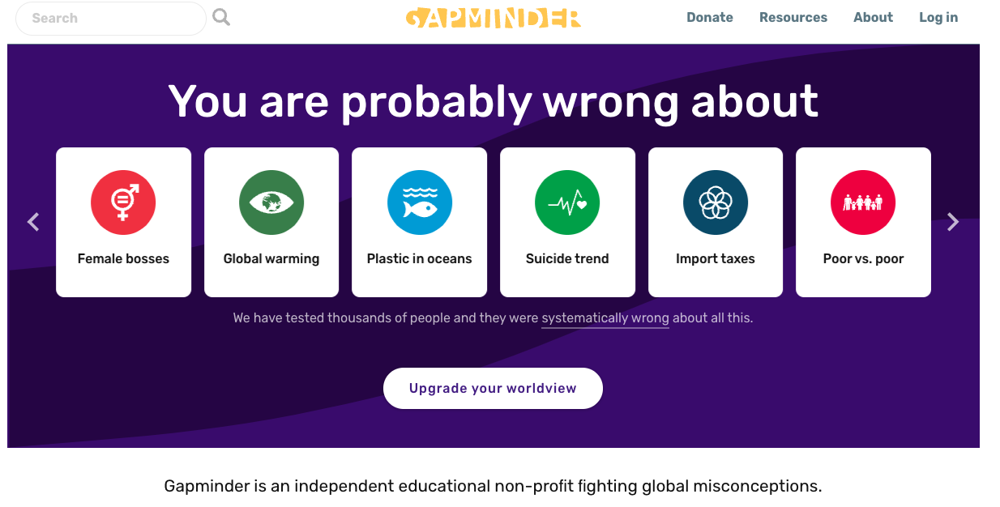 Search
GAPMINDER
Donate Resources About Log in
You are probably wrong about
Female bosses Global warming Plastic in oceans Suicide trend Import taxes Poor vs. poor
We have tested thousands of people and they were systematically wrong about all this.
Upgrade your worldview
Gapminder is an independent educational non-profit fighting global misconceptions.